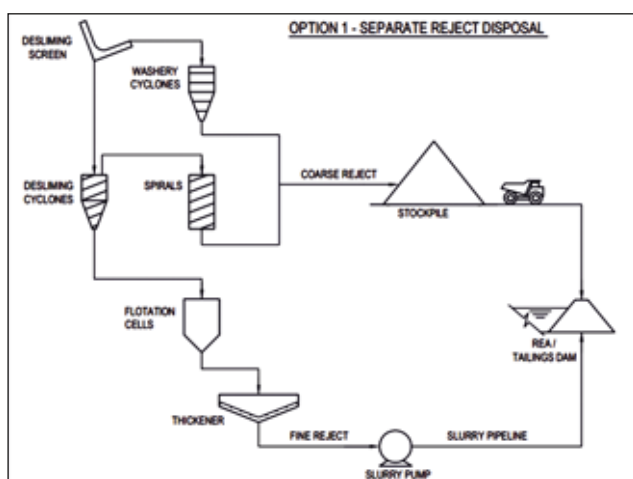 OPTION 1 - SEPARATE REJECT DISPOSAL
DESLIMING
SCREEN
WASHERY
CYCLONES
DESLIMING
CYCLONES
SPIRALS
COARSE REJECT
STOCKPILE
FLOTATION
CELLS
REA /
TAILINGS DAM
THICKENER
FINE REJECT
SLURRY PIPELINE
SLURRY PUMP